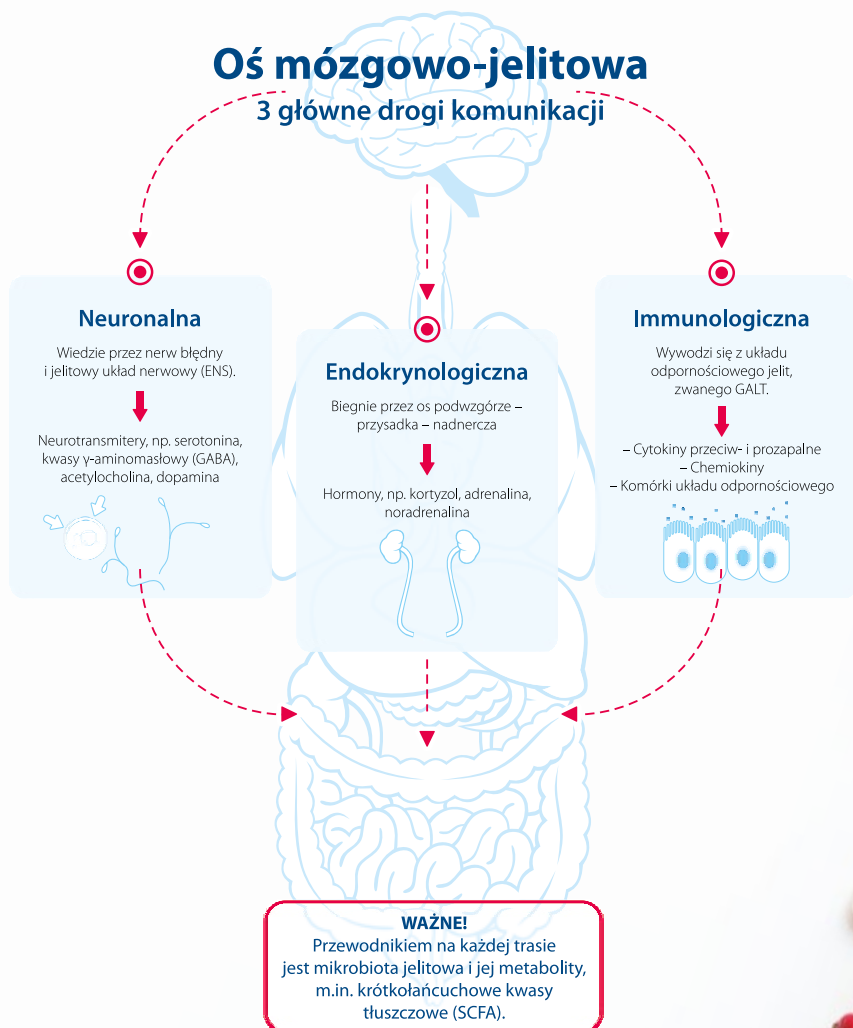 Oś mózgowo-jelitowa
3 główne drogi komunikacji
Neuronalna
Wiedzie przez nerw błędny
i jelitowy układ nerwowy (ENS).
Neurotransmitery, np. serotonina,
kwasy γ-aminomasłowy (GABA),
acetylocholina, dopamina
Endokrynologiczna
Biegnie przez os podwzgórze –
przysadka – nadnercza
Hormony, np. kortyzol, adrenalina,
noradrenalina
Immunologiczna
Wywodzi się z układu
odpornościowego jelit,
zwanego GALT.
– Cytokiny przeciw- i prozapalne
– Chemiokiny
– Komórki układu odpornościowego
WAŻNE!
Przewodnikiem na każdej trasie
jest mikrobiota jelitowa i jej metabolity,
m.in. krótkołańcuchowe kwasy
tłuszczowe (SCFA).